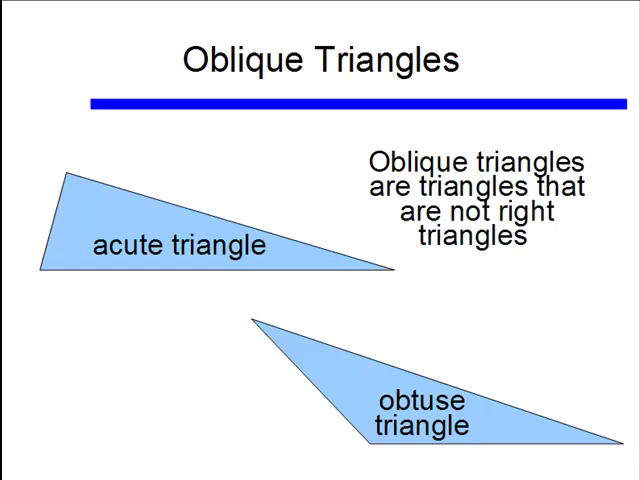 Oblique Triangles
Oblique triangles
are triangles that
are not right
triangles
acute triangle
obtuse
triangle